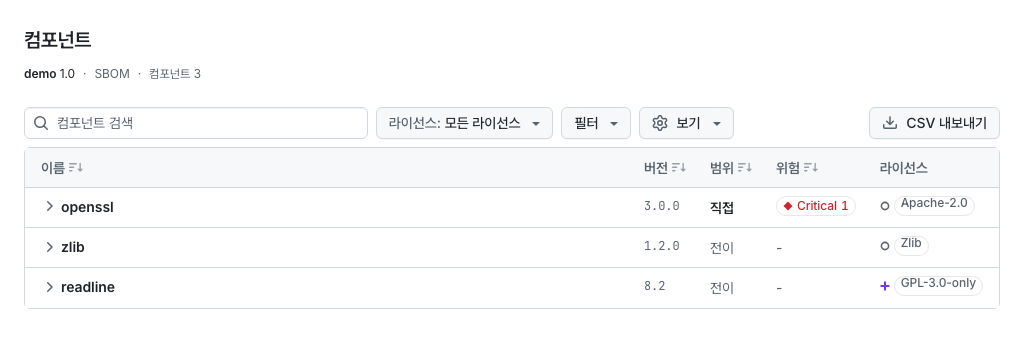 컴포넌트
demo 1.0 · SBOM · 컴포넌트 3
컴포넌트 검색 라이선스: 모든 라이선스 필터 보기 CSV 내보내기
이름 버전 범위 위험 라이선스
openssl 3.0.0 직접 Critical 1 Apache-2.0
zlib 1.2.0 전이 - Zlib
readline 8.2 전이 - GPL-3.0-only